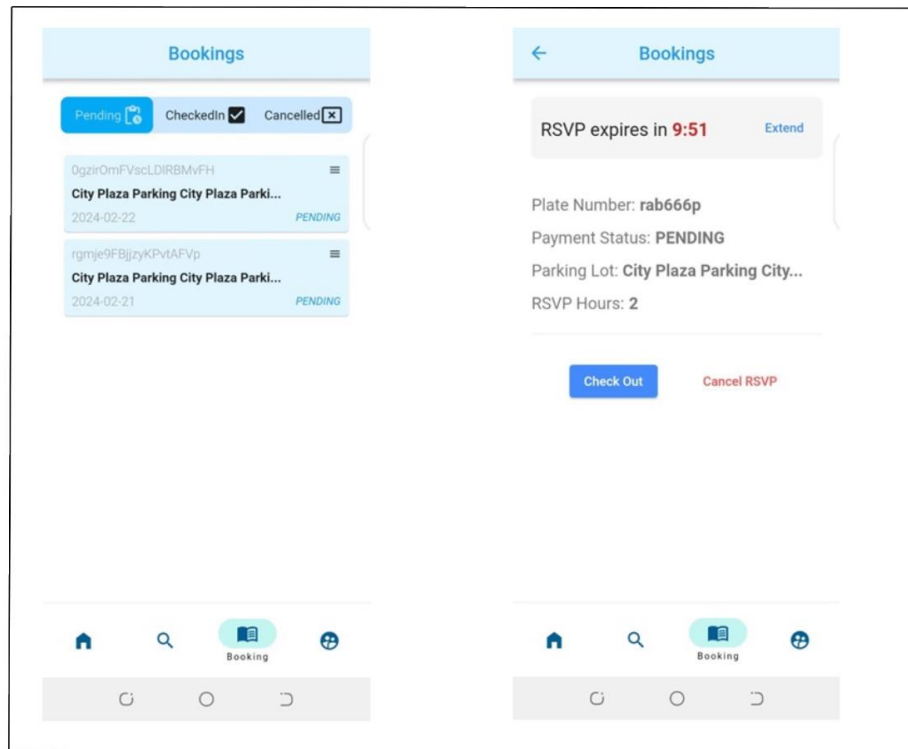 Bookings
Pending CheckedIn Cancelled
0gzirOmFVscLDlRBMvFH
City Plaza Parking City Plaza Parki...
2024-02-22 PENDING
rgmje9FBjjzyKPvtAFVp
City Plaza Parking City Plaza Parki...
2024-02-21 PENDING
Booking
Bookings
RSVP expires in 9:51 Extend
Plate Number: rab666p
Payment Status: PENDING
Parking Lot: City Plaza Parking City...
RSVP Hours: 2
Check Out Cancel RSVP
Booking